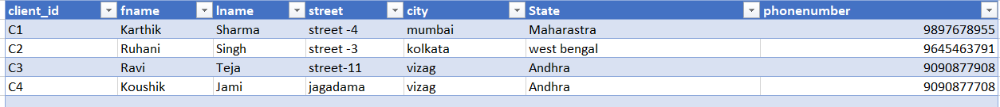 client_id fname lname street city State phonenumber
C1 Karthik Sharma street -4 mumbai Maharastra 9897678955
C2 Ruhani Singh street -3 kolkata west bengal 9645463791
C3 Ravi Teja street-11 vizag Andhra 9090877908
C4 Koushik Jami jagadama vizag Andhra 9090877708